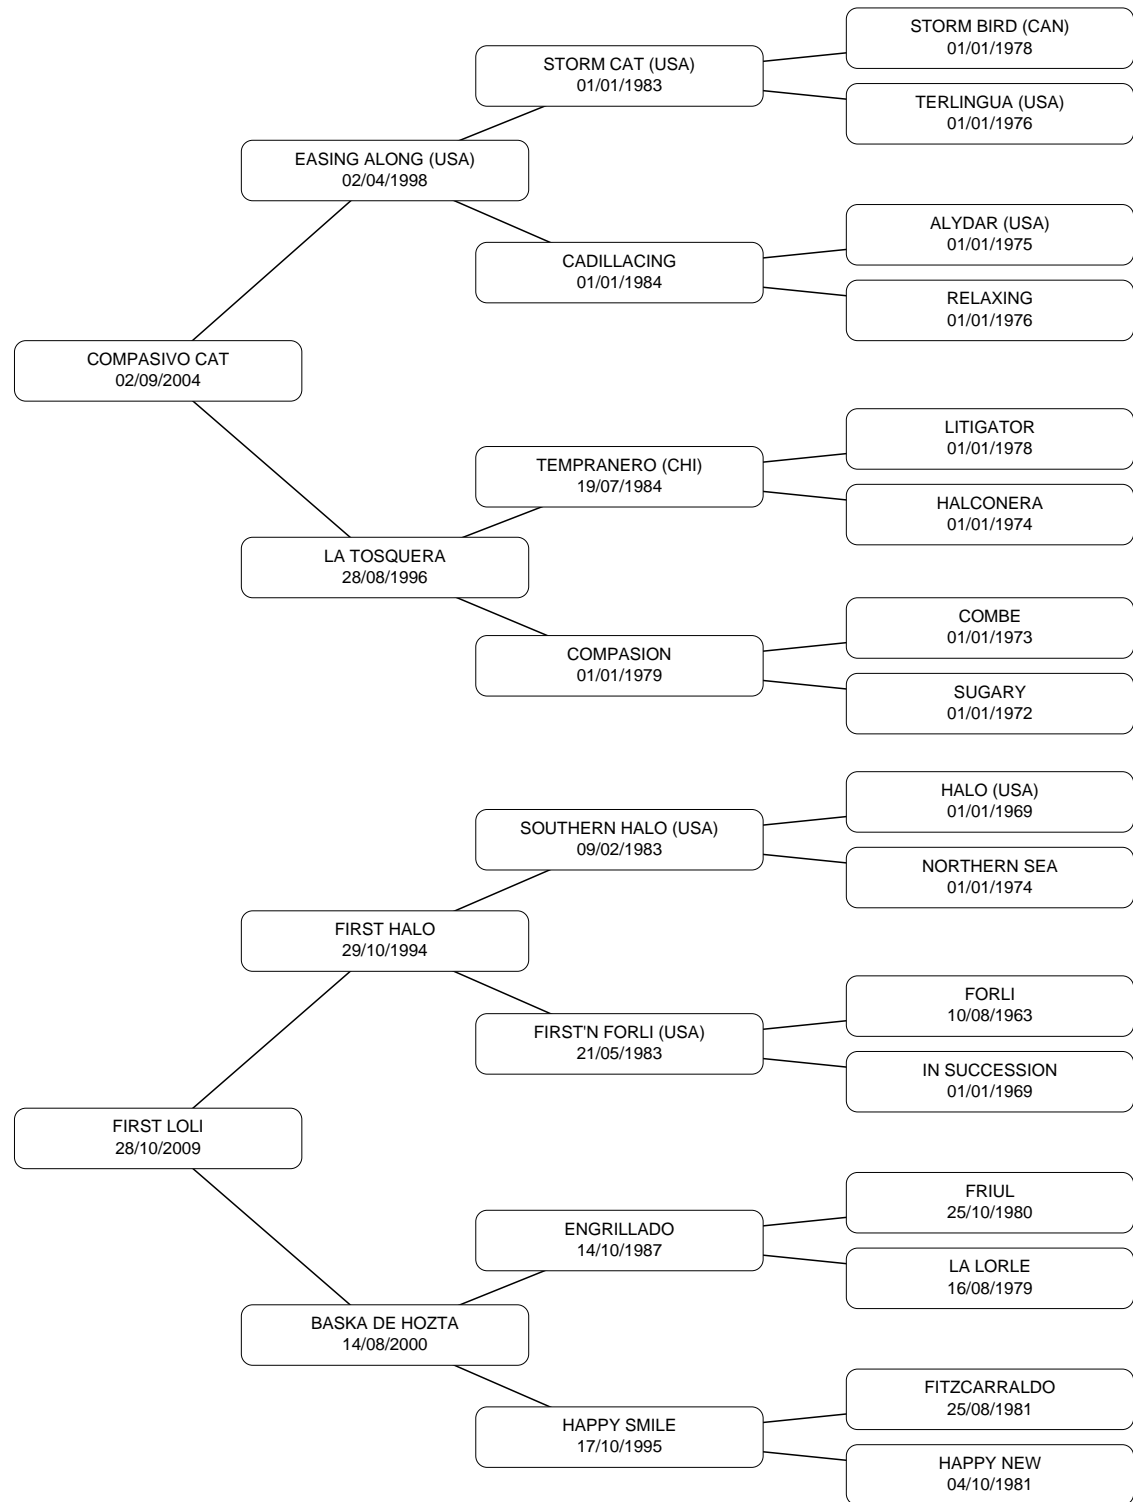 STORM BIRD (CAN)
01/01/1978
STORM CAT (USA)
01/01/1983
TERLINGUA (USA)
01/01/1976
EASING ALONG (USA)
02/04/1998
ALYDAR (USA)
01/01/1975
CADILLACING
01/01/1984
RELAXING
01/01/1976
COMPASIVO CAT
02/09/2004
LITIGATOR
01/01/1978
TEMPRANERO (CHI)
19/07/1984
HALCONERA
01/01/1974
LA TOSQUERA
28/08/1996
COMBE
01/01/1973
COMPASION
01/01/1979
SUGARY
01/01/1972
HALO (USA)
01/01/1969
SOUTHERN HALO (USA)
09/02/1983
NORTHERN SEA
01/01/1974
FIRST HALO
29/10/1994
FORLI
10/08/1963
FIRST'N FORLI (USA)
21/05/1983
IN SUCCESSION
01/01/1969
FIRST LOLI
28/10/2009
FRIUL
25/10/1980
ENGRILLADO
14/10/1987
LA LORLE
16/08/1979
BASKA DE HOZTA
14/08/2000
FITZCARRALDO
25/08/1981
HAPPY SMILE
17/10/1995
HAPPY NEW
04/10/1981